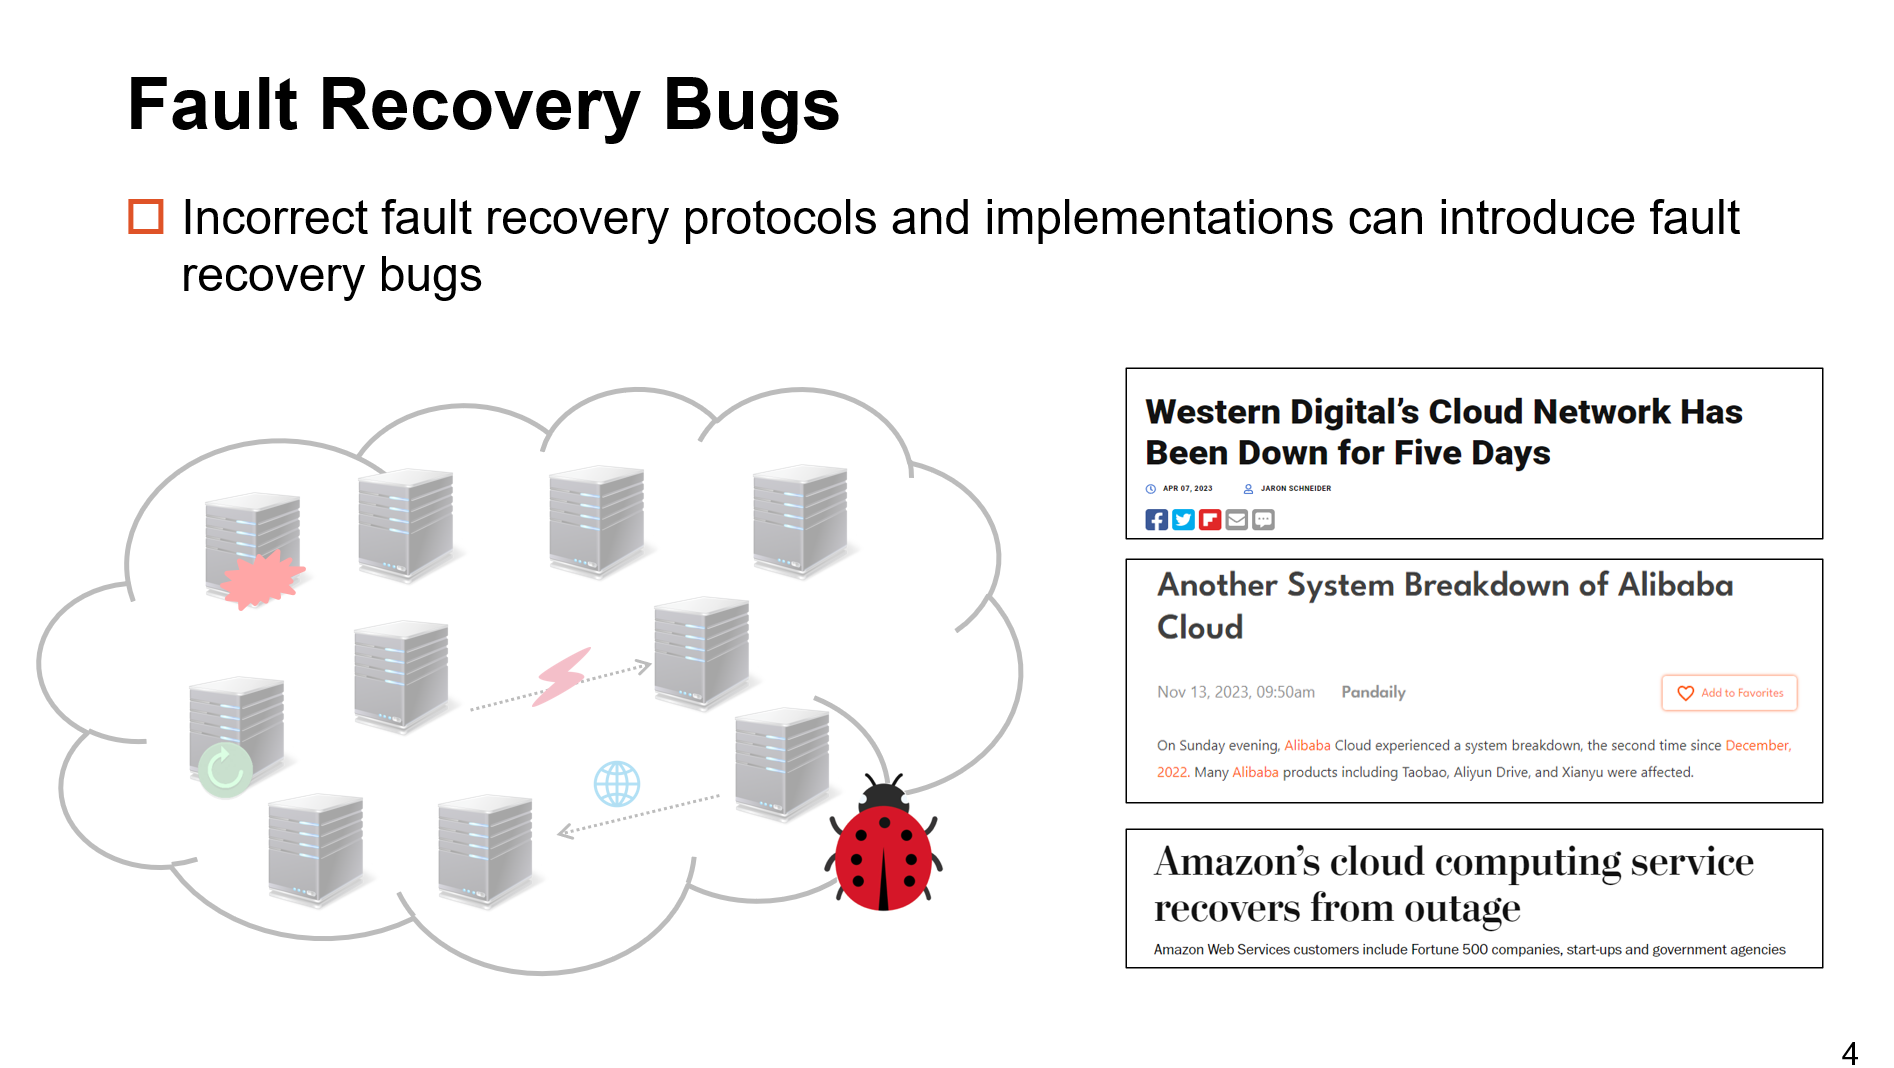 Fault Recovery Bugs
Incorrect fault recovery protocols and implementations can introduce fault
recovery bugs
Western Digital’s Cloud Network Has
Been Down for Five Days
APR 07, 2023 JARON SCHNEIDER
Another System Breakdown of Alibaba
Cloud
Nov 13, 2023, 09:50am Pandaily
Add to Favorites
On Sunday evening, Alibaba Cloud experienced a system breakdown, the second time since December,
2022. Many Alibaba products including Taobao, Aliyun Drive, and Xianyu were affected.
Amazon’s cloud computing service
recovers from outage
Amazon Web Services customers include Fortune 500 companies, start-ups and government agencies
4